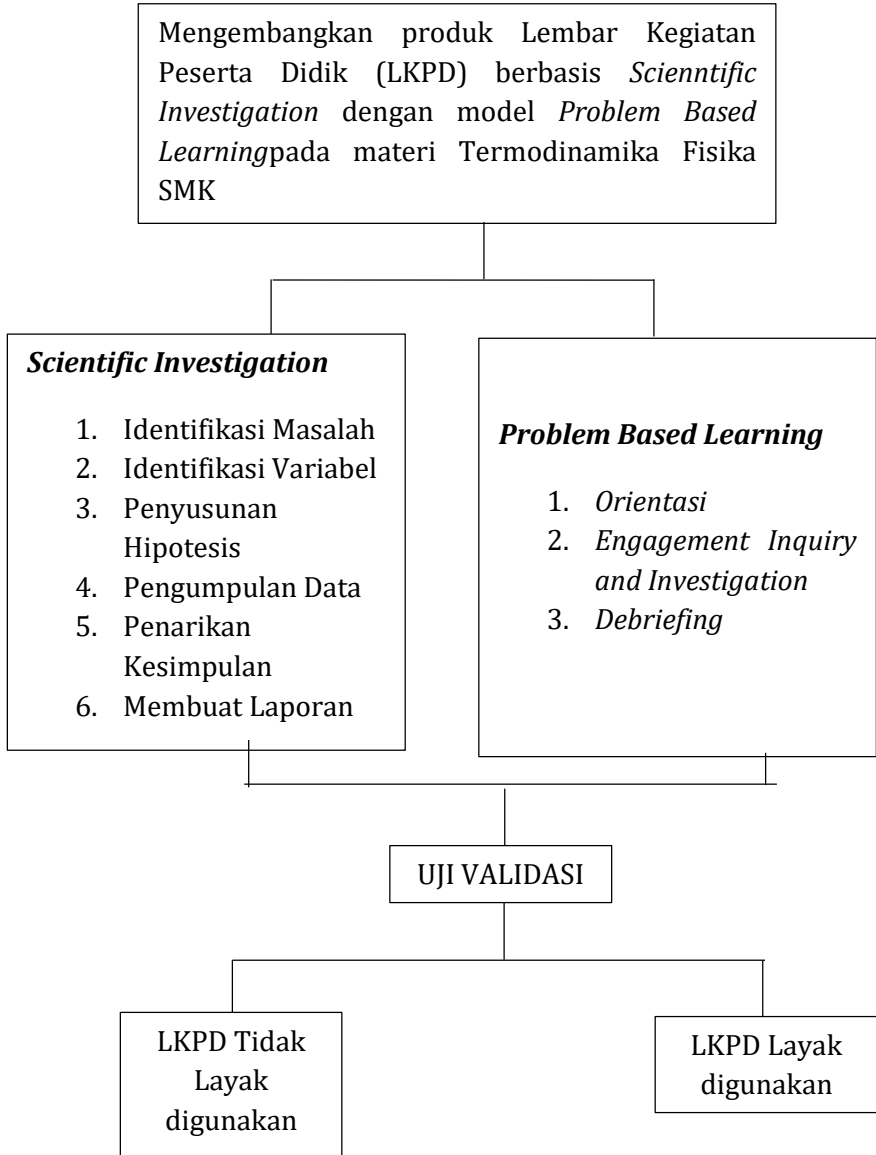 Mengembangkan produk Lembar Kegiatan
Peserta Didik (LKPD) berbasis Scienntific
Investigation dengan model Problem Based
Learningpada materi Termodinamika Fisika
SMK
Scientific Investigation
1. Identifikasi Masalah
2. Identifikasi Variabel
3. Penyusunan
Hipotesis
4. Pengumpulan Data
5. Penarikan
Kesimpulan
6. Membuat Laporan
Problem Based Learning
1. Orientasi
2. Engagement Inquiry
and Investigation
3. Debriefing
UJI VALIDASI
LKPD Tidak
Layak
digunakan
LKPD Layak
digunakan